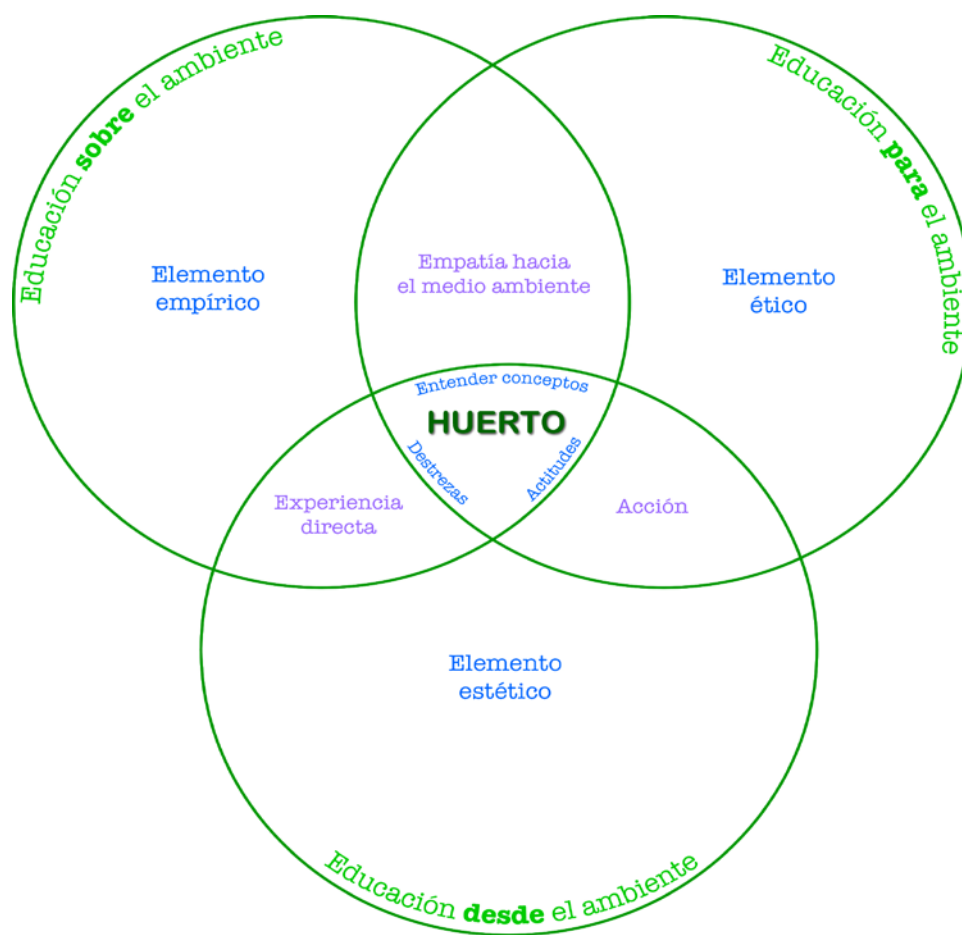 Educación sobre el ambiente
Educación para el ambiente
Elemento
empírico
Empatía hacia
el medio ambiente
Elemento
ético
Entender conceptos
HUERTO
Destrezas
Actitudes
Experiencia
directa
Acción
Elemento
estético
Educación desde el ambiente